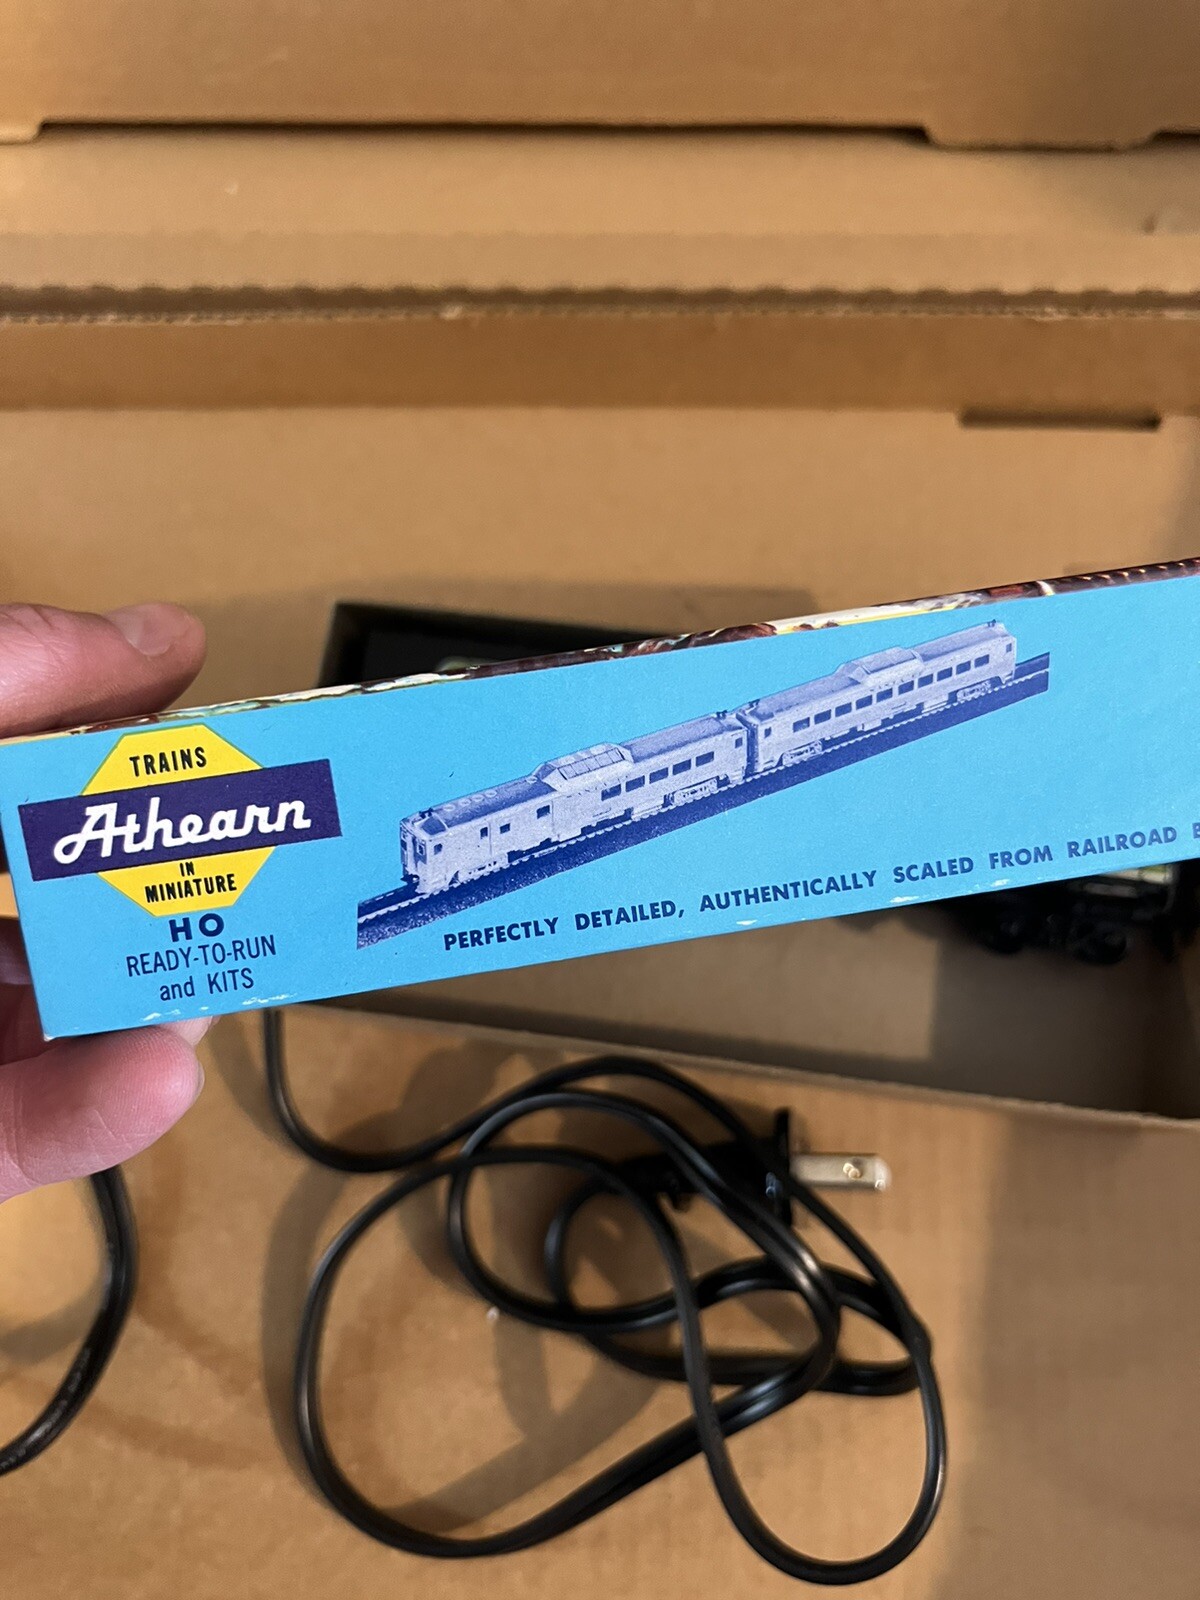 TRAINS
Athearn
IN
MINIATURE
HO
READY-TO-RUN
and KITS
PERFECTLY DETAILED, AUTHENTICALLY SCALED FROM RAILROAD